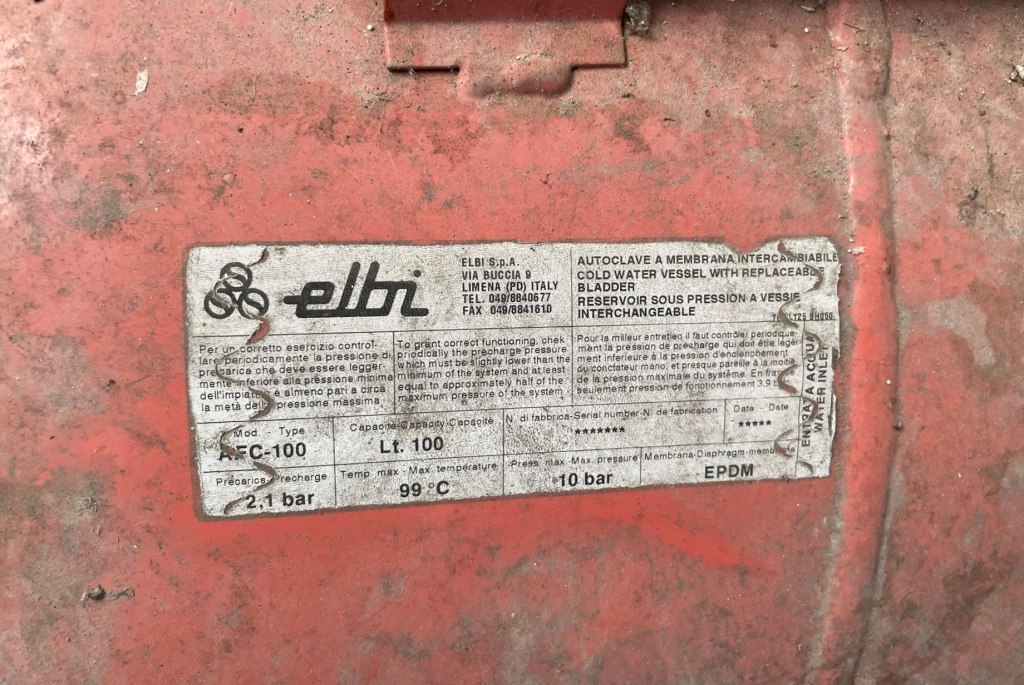 elbi
ELBI S.p.A.
VIA BUCCIA 9
LIMENA (PD) ITALY
TEL. 049/8840677
FAX 049/8841610
AUTOCLAVE A MEMBRANA INTERCAMBIABILE
COLD WATER VESSEL WITH REPLACEABLE
BLADDER
RESERVOIR SOUS PRESSION A VESSIE
INTERCHANGEABLE
Per un corretto esercizio control-
lare periodicamente la pressione di
precarica che deve essere legger-
mente inferiore alla pressione minima
dell'impianto e almeno pari a circa
la metà della pressione massima
To grant correct functioning, chek
priodically the precharge pressure
which must be slightly lower than the
minimum of the system and at least
equal to approximately half of the
maximum pressure of the system
Pour la milleur entretien il faut contrôler periodique-
ment la pression de précharge qui doit être légèr
ment inferieure à la pression d'enclenchement
du conctateur mano, et presque pareille à la moitié
de la pression maximale du système. En france
seulement pression de fonctionnement 3.9 b
ENTRATA ACQUA
WATER INLET
Mod. Type
AFC-100
Capacità-Capacity-Capacité
Lt. 100
N. di fabbrica-Serial number-N. de fabrication
*******
Data - Date
*****
Precarica Precharge
2,1 bar
Temp. max - Max. température
99 °C
Press. max - Max. pressure
10 bar
Membrana-Diaphragm-membrane
EPDM